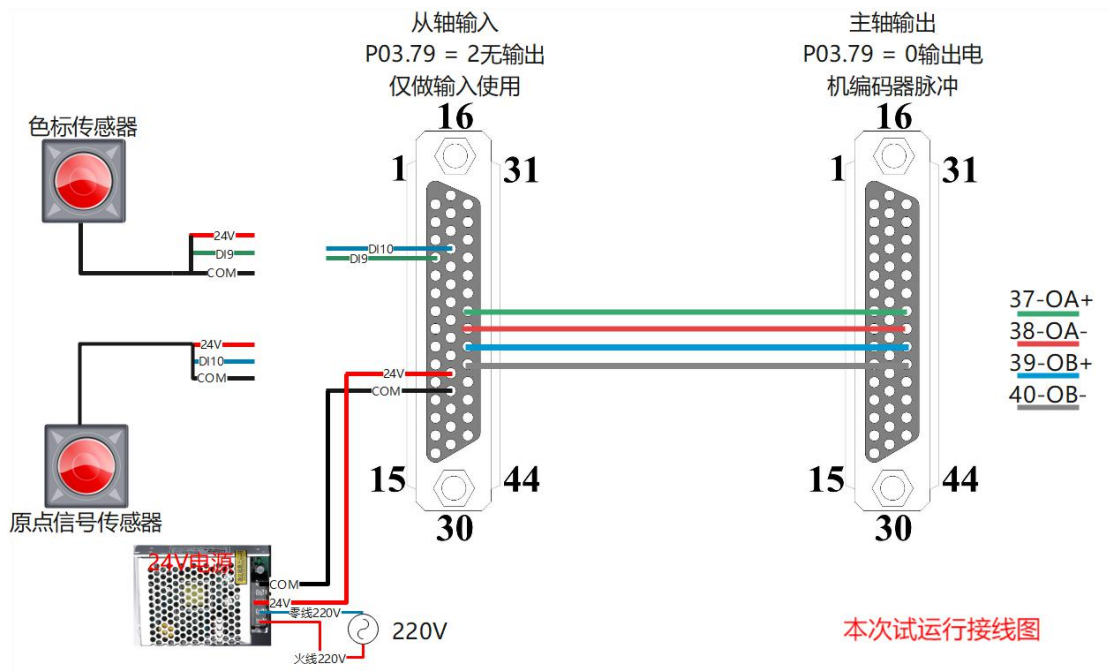 从轴输入
P03.79 = 2无输出
仅做输入使用
主轴输出
P03.79 = 0输出电
机编码器脉冲
16
1
31
15
44
30
16
1
31
15
44
30
色标传感器
24V
DI9
COM
DI10
DI9
24V
DI10
COM
24V
COM
原点信号传感器
37-OA+
38-OA-
39-OB+
40-OB-
24V电源
COM
24V
零线220V
火线220V
220V
本次试运行接线图